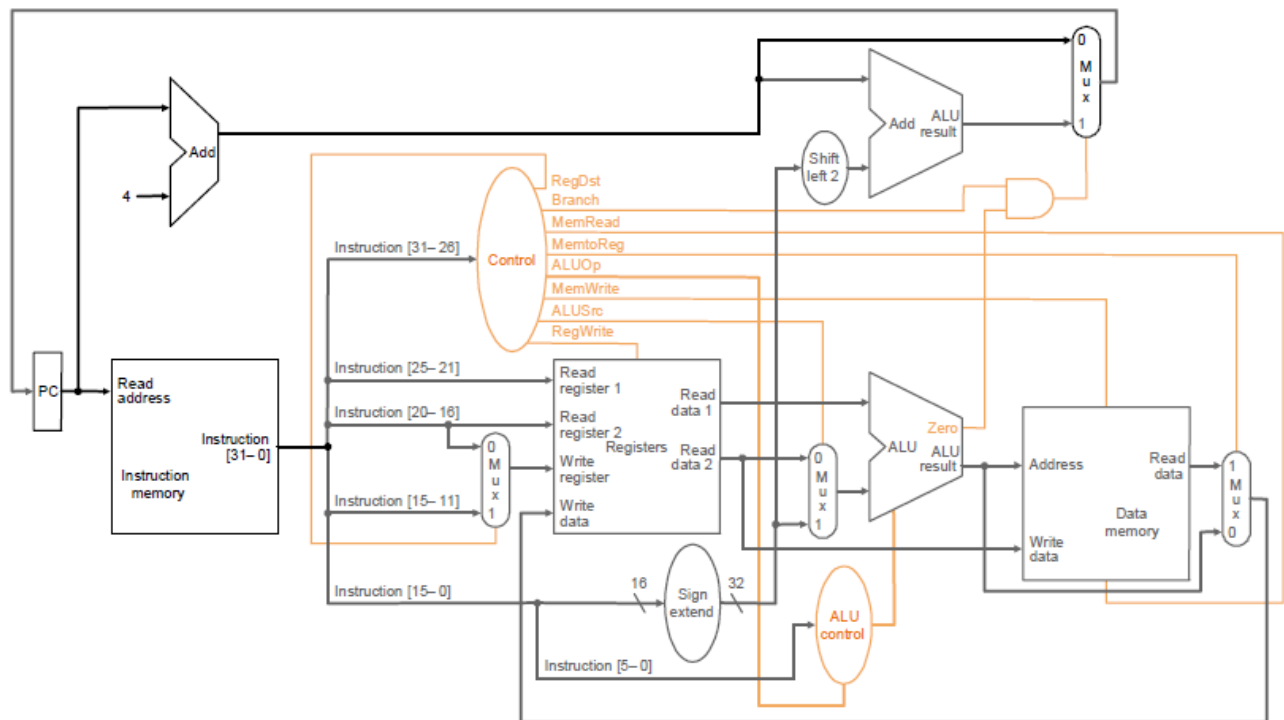 0
M
u
x
1
Add
ALU
result
Shift
left 2
Add
4
RegDst
Branch
MemRead
MemtoReg
ALUOp
MemWrite
ALUSrc
RegWrite
Control
Instruction [31– 26]
Instruction [25– 21]
Instruction [20– 16]
Instruction [15– 11]
Instruction [15– 0]
Instruction [5– 0]
PC
Read
address
Instruction
[31– 0]
Instruction
memory
0
M
u
x
1
Read
register 1
Read
register 2
Write
register
Write
data
Registers
Read
data 1
Read
data 2
0
M
u
x
1
Zero
ALU
ALU
result
Address
Write
data
Read
data
Data
memory
1
M
u
x
0
16
Sign
extend
32
ALU
control